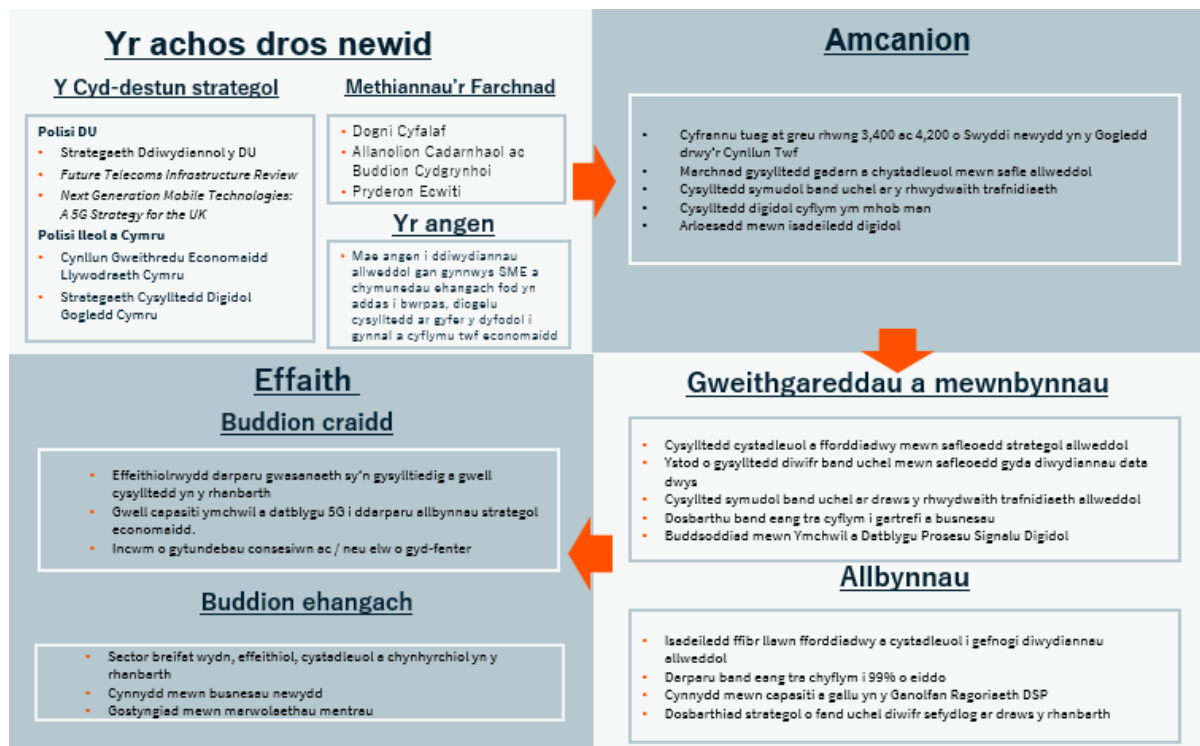 Yr achos dros newid
Y Cyd-destun strategol
Polisi DU
Strategaeth Ddiwydiannol y DU
Future Telecoms Infrastructure Review
Next Generation Mobile Technologies:
A 5G Strategy for the UK
Polisi lleol a Cymru
Cynllun Gweithredu Economaidd
Llywodraeth Cymru
Strategaeth Cysylltedd Digidol
Gogledd Cymru
Methiannau'r Farchnad
Dogni Cyfalaf
Allanolion Cadarnhaol ac
Buddion Cydgrynhoi
Pryderon Ecwiti
Yr angen
Mae angen i ddiwydiannau
allweddol gan gynnwys SME a
chymunedau ehangach fod yn
addas i bwrpas, diogelu
cysylltedd ar gyfer y dyfodol i
gynnal a cyflymu twf economaidd
Amcanion
Cyfrannu tuag at greu rhwng 3,400 ac 4,200 o Swyddi newydd yn y Gogledd
drwy'r Cynllun Twf
Marchnad gysylltedd gadarn a chystadleuol mewn safle allweddol
Cysylltedd symudol band uchel ar y rhwydwaith trafnidiaeth
Cysylltedd digidol cyflym ym mhob man
Arloesedd mewn isadeiledd digidol
Gweithgareddau a mewnbynnau
Cysylltedd cystadleuol a fforddiadwy mewn safleoedd strategol allweddol
Ystod o gysylltedd diwifr band uchel mewn safleoedd gyda diwydiannau data
dwys
Cysyllted symudol band uchel ar draws y rhwydwaith trafnidiaeth allweddol
Dosbarthu band eang tra cyflym i gartrefi a busnesau
Buddsoddiad mewn Ymchwil a Datblygu Prosesu Signalu Digidol
Allbynnau
Isadeiledd ffibr llawn fforddiadwy a cystadleuol i gefnogi diwydiannau
allweddol
Darparu band eang tra chyflym i 99% o eiddo
Cynnydd mewn capasiti a gallu yn y Ganolfan Ragoriaeth DSP
Dosbarthiad strategol o fand uchel diwifr sefydlog ar draws y rhanbarth
Effaith
Buddion craidd
Effeithiolrwydd darparu gwasanaeth sy'n gysylltiedig a gwell
cysylltedd yn y rhanbarth
Gwell capasiti ymchwil a datblygu 5G i ddarparu allbynnau strategol
economaidd.
Incwm o gytundebau consesiwn ac / neu elw o gyd-fenter
Buddion ehangach
Sector breifat wydn, effeithiol, cystadleuol a chynhyrchiol yn y
rhanbarth
Cynnydd mewn busnesau newydd
Gostyngiad mewn marwolaethau mentrau